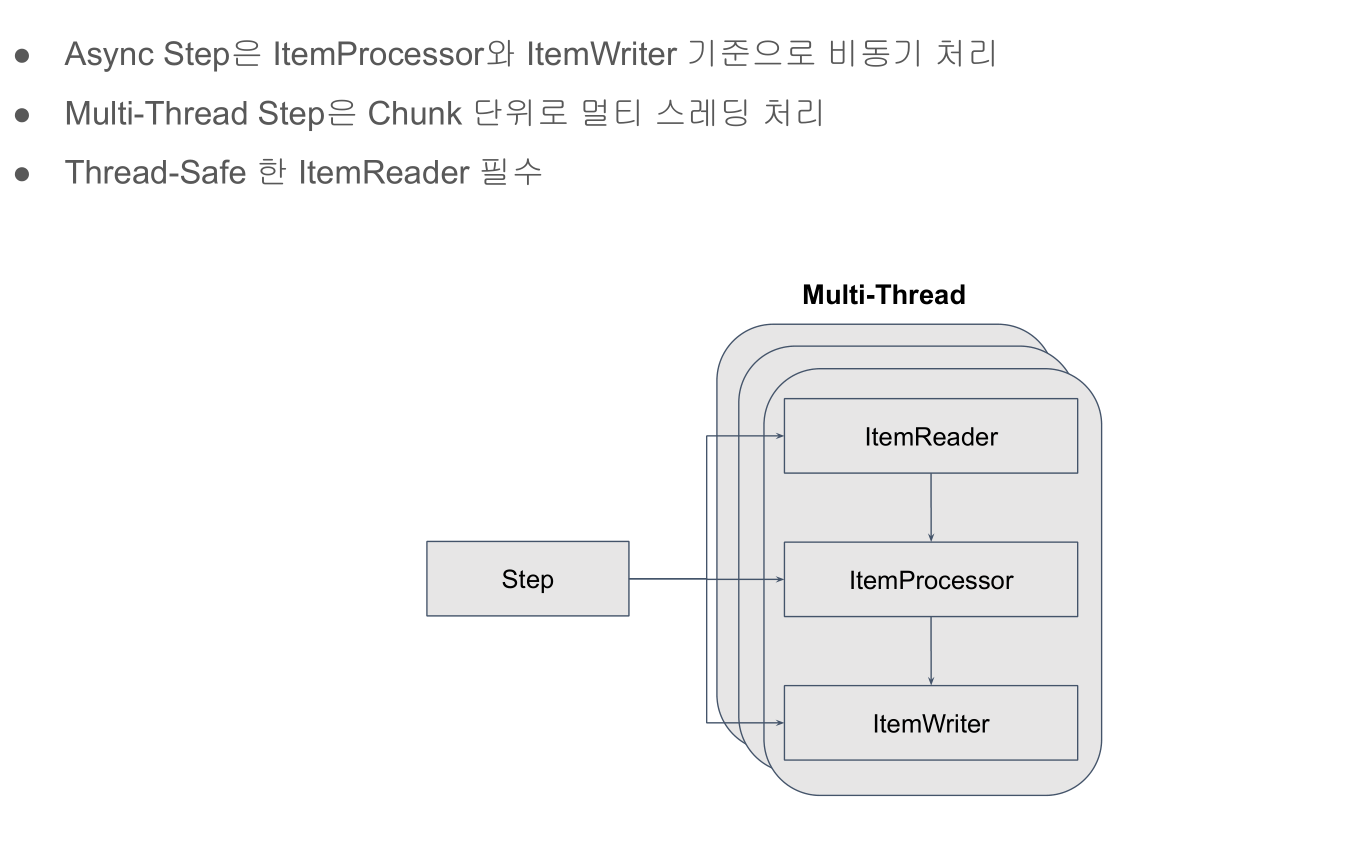 ● Async Step은 ItemProcessor와 ItemWriter 기준으로 비동기 처리
● Multi-Thread Step은 Chunk 단위로 멀티 스레딩 처리
● Thread-Safe 한 ItemReader 필수
Multi-Thread
ItemReader
Step
ItemProcessor
ItemWriter